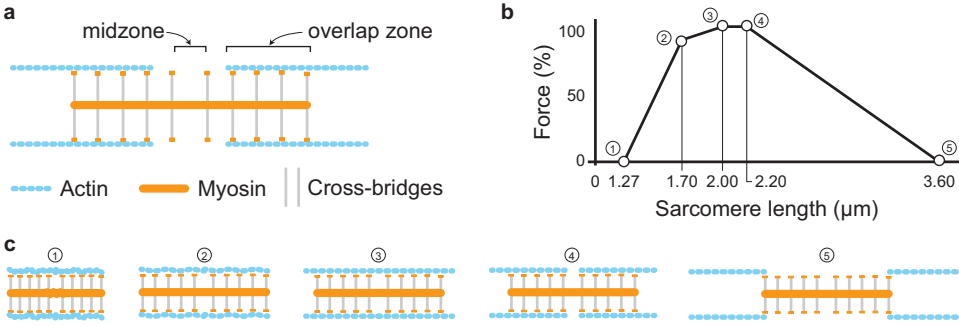 a
midzone overlap zone
Actin Myosin Cross-bridges
b
Force (%)
100
50
0
① ② ③ ④ ⑤
0 1.27 1.70 2.00 2.20 3.60
Sarcomere length (µm)
c
① ② ③ ④ ⑤